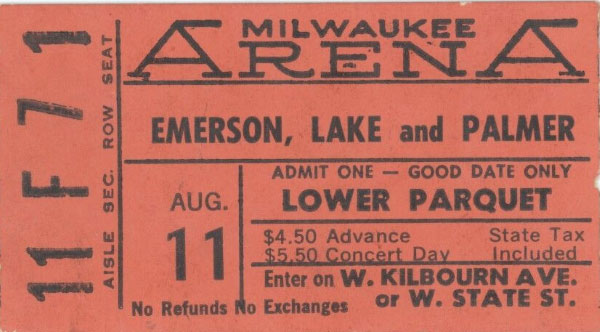 11 F 7 1
AISLE SEC. ROW SEAT
MILWAUKEE
ARENA
EMERSON, LAKE and PALMER
AUG.
11
ADMIT ONE — GOOD DATE ONLY
LOWER PARQUET
$4.50 Advance State Tax
$5.50 Concert Day Included
Enter on W. KILBOURN AVE.
or W. STATE ST.
No Refunds No Exchanges